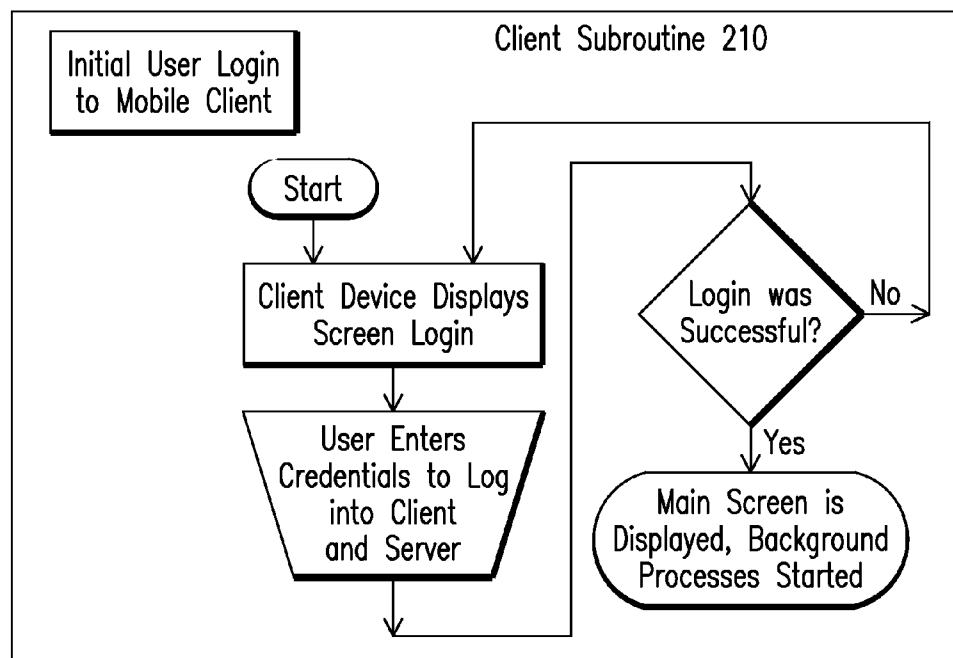 Client Subroutine 210
Initial User Login
to Mobile Client
Start
Client Device Displays
Screen Login
User Enters
Credentials to Log
into Client
and Server
Login was
Successful?
No
Yes
Main Screen is
Displayed, Background
Processes Started